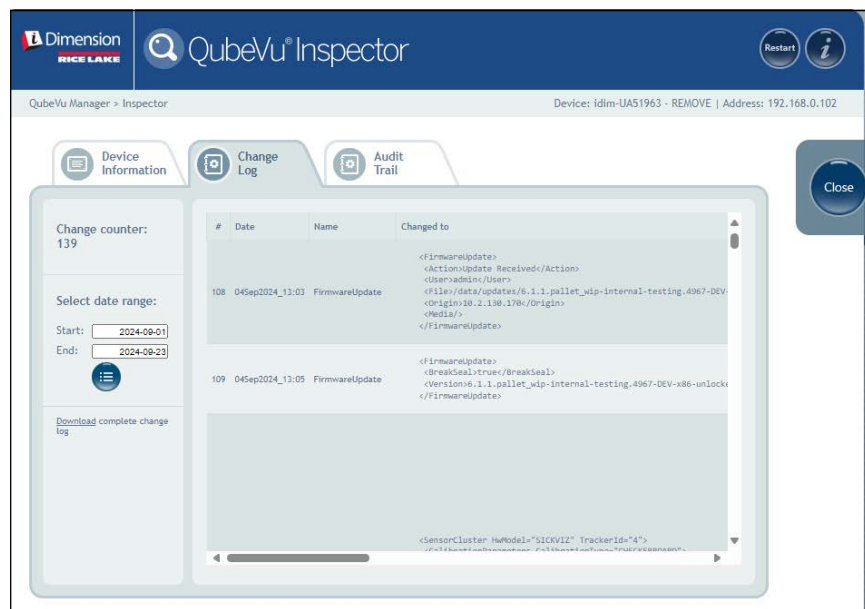 iDimension
RICE LAKE
QubeVu® Inspector
Restart
i
QubeVu Manager > Inspector
Device: idim-UA51963 - REMOVE | Address: 192.168.0.102
Device
Information
Change
Log
Audit
Trail
Close
Change counter:
139
Select date range:
Start: 2024-09-01
End: 2024-09-23
Download complete change
log
# Date Name Changed to
108 04Sep2024_13:03 FirmwareUpdate
<FirmwareUpdate>
<Action>Update Received</Action>
<User>admin</User>
<File>/data/updates/6.1.1.pallet_wip-internal-testing.4967-DEV-
<Origin>10.2.130.170</Origin>
<Media/>
</FirmwareUpdate>
109 04Sep2024_13:05 FirmwareUpdate
<FirmwareUpdate>
<BreakSeal>true</BreakSeal>
<Version>6.1.1.pallet_wip-internal-testing.4967-DEV-x86-unlocke
</FirmwareUpdate>
<SensorCluster HwModel="SICKVIZ" TrackerId="4">
<CalibrationParameters CalibrationType="CHECKERBOARD">